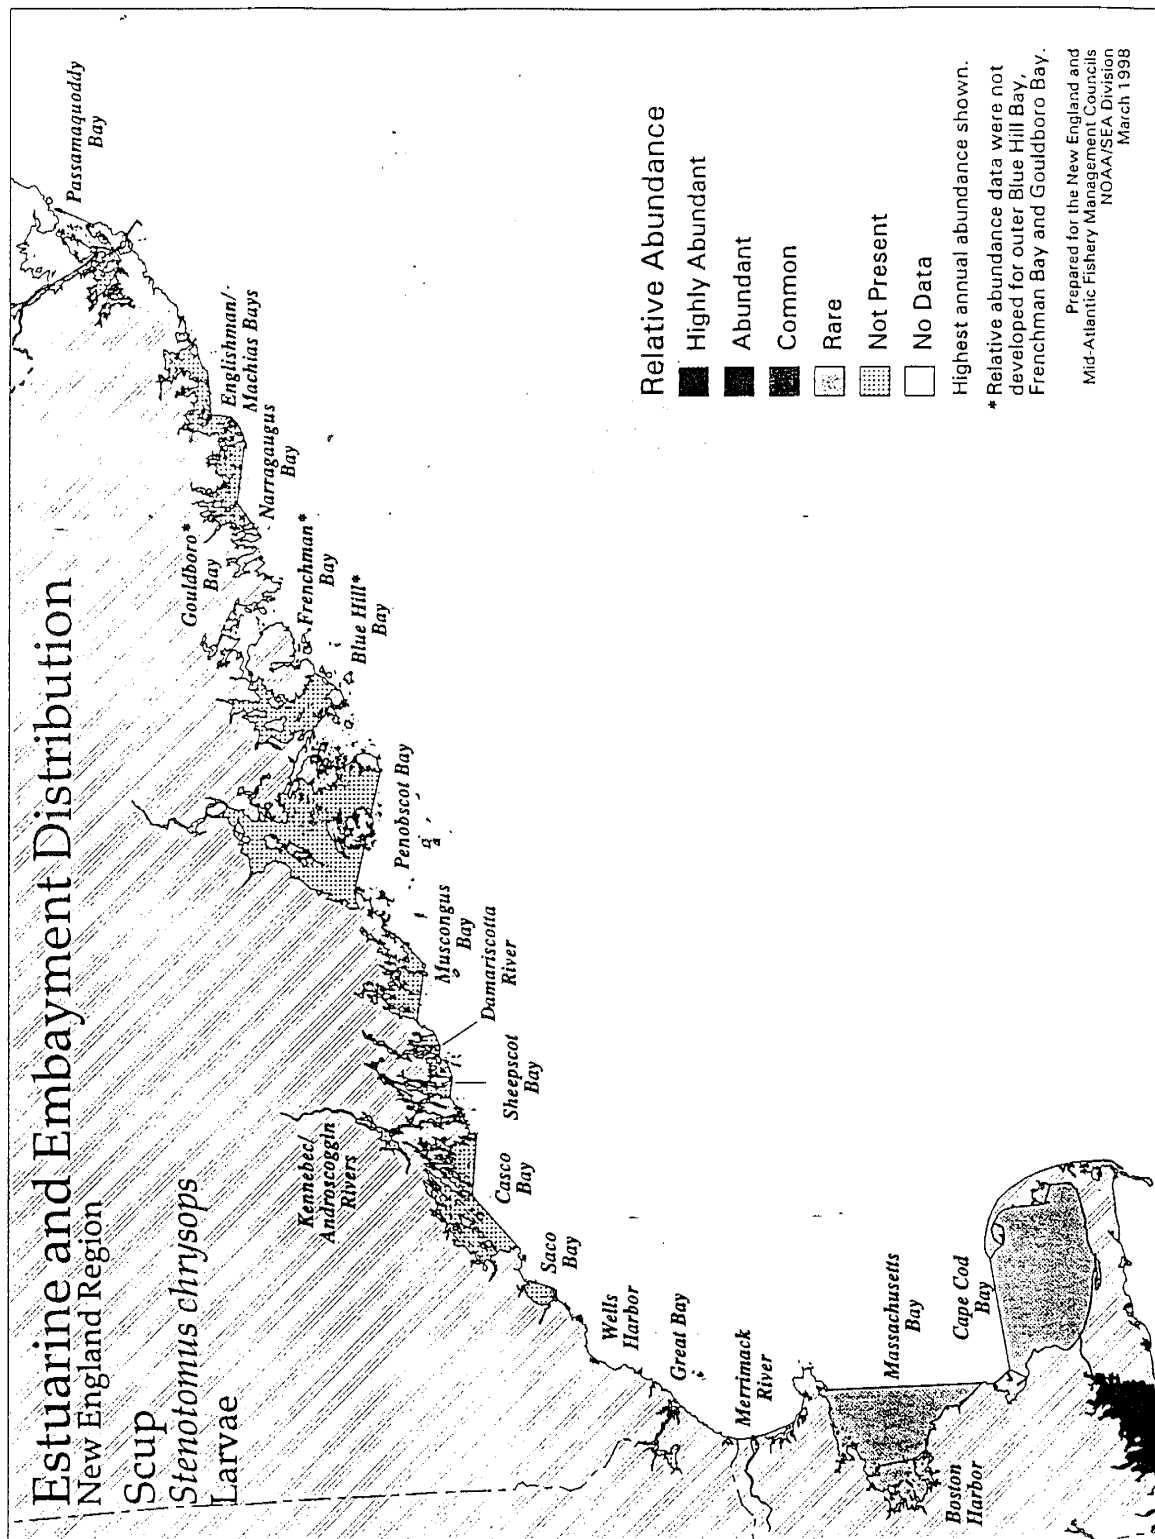 Estuarine and Embayment Distribution
New England Region
Scup
Stenotomus chrysops
Larvae
Passamaquoddy
Bay
Englishman/
Machias Bays
Narragaugus
Bay
Gouldboro*
Bay
Frenchman*
Bay
Blue Hill*
Bay
Penobscot Bay
Muscongus
Bay
Damariscotta
River
Sheepscot
Bay
Kennebec/
Androscoggin
Rivers
Casco
Bay
Saco
Bay
Wells
Harbor
Great Bay
Merrimack
River
Massachusetts
Bay
Cape Cod
Bay
Boston
Harbor
Relative Abundance
Highly Abundant
Abundant
Common
Rare
Not Present
No Data
Highest annual abundance shown.
* Relative abundance data were not
developed for outer Blue Hill Bay,
Frenchman Bay and Gouldboro Bay.
Prepared for the New England and
Mid-Atlantic Fishery Management Councils
NOAA/SEA Division
March 1998